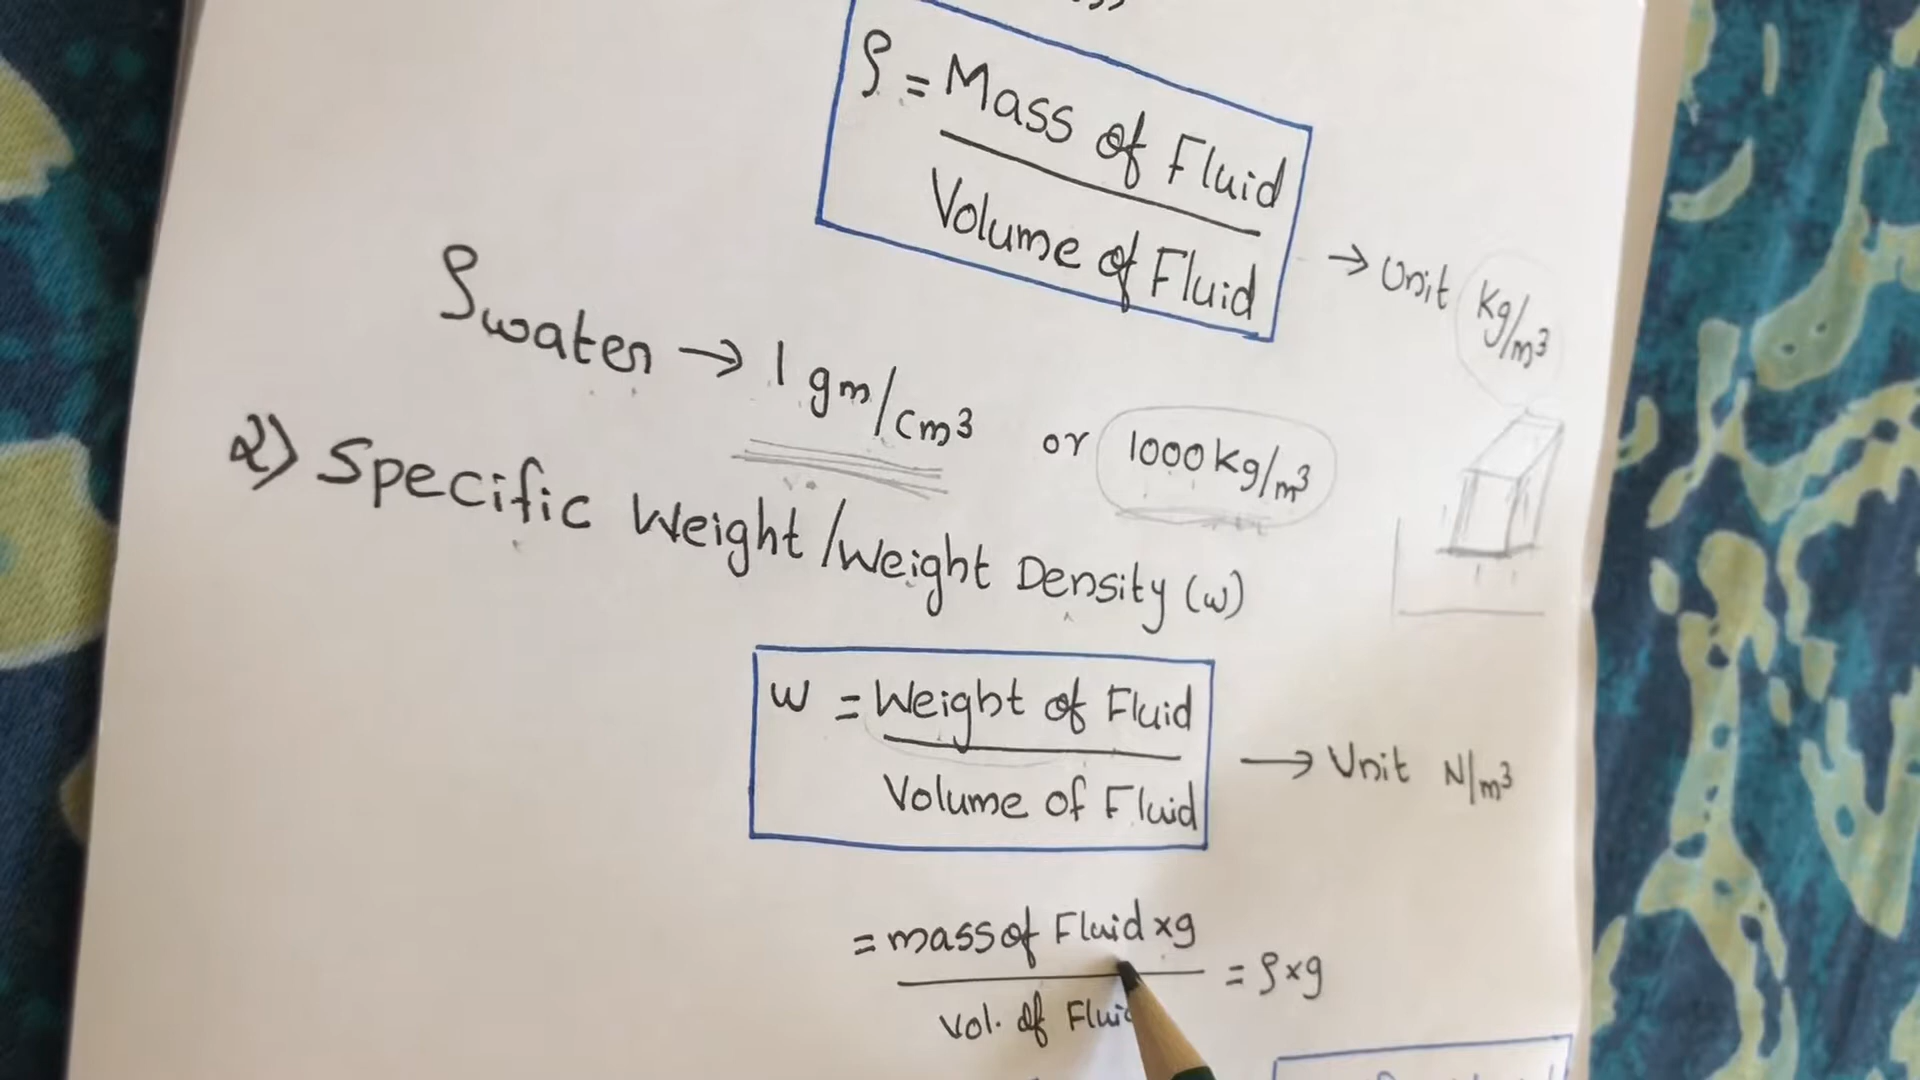 ρ = Mass of Fluid
Volume of Fluid
→ Unit Kg/m³
ρwater → 1 gm/cm³ or 1000 kg/m³
2) Specific Weight/Weight Density (w)
w = Weight of Fluid
Volume of Fluid
→ Unit N/m³
= mass of Fluid x g
Vol. of Fluid
= ρ x g